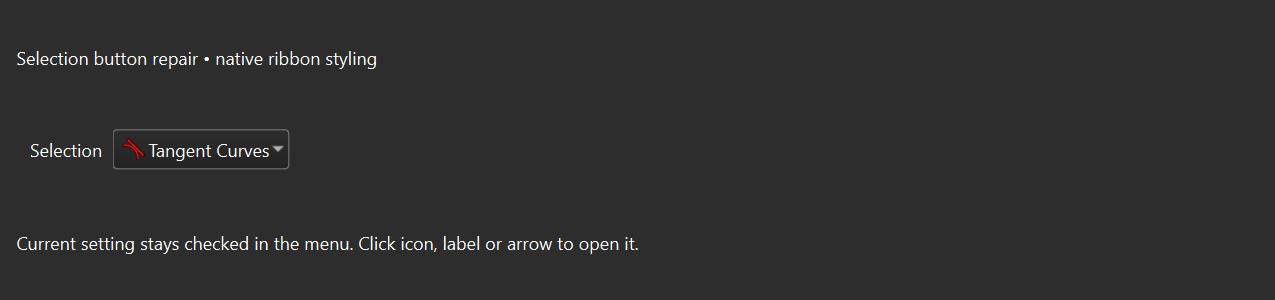 Selection button repair • native ribbon styling
Selection Tangent Curves
Current setting stays checked in the menu. Click icon, label or arrow to open it.